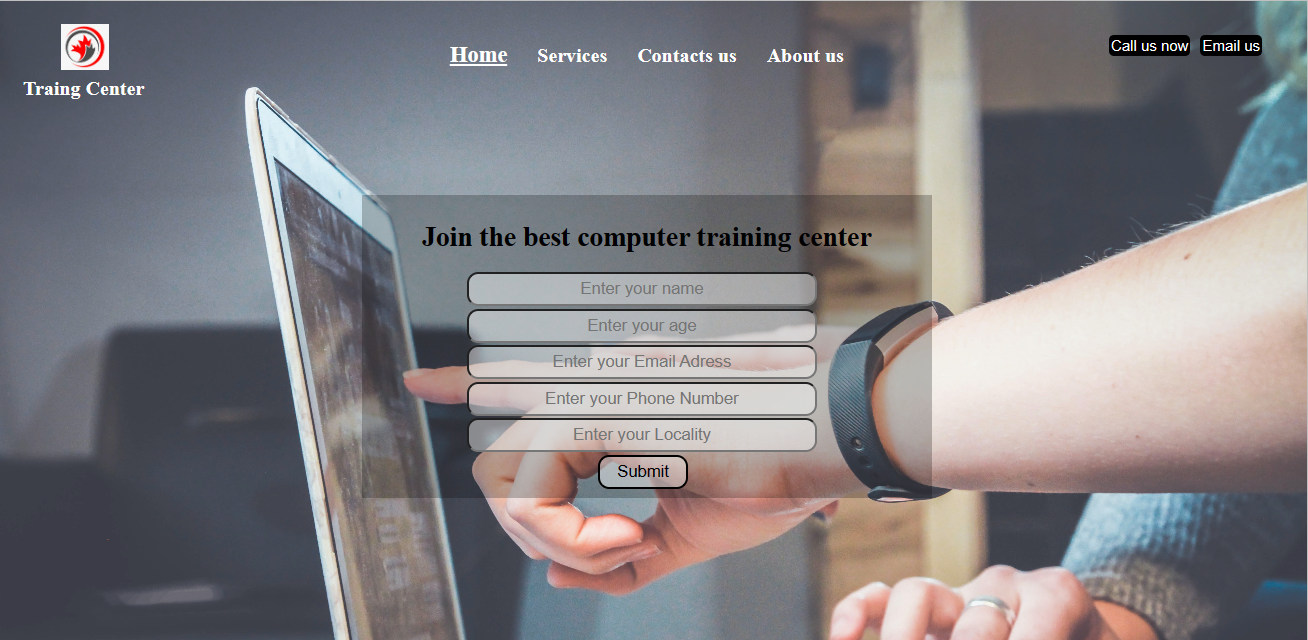 Traing Center
Home Services Contacts us About us
Call us now Email us
Join the best computer training center
Enter your name
Enter your age
Enter your Email Adress
Enter your Phone Number
Enter your Locality
Submit